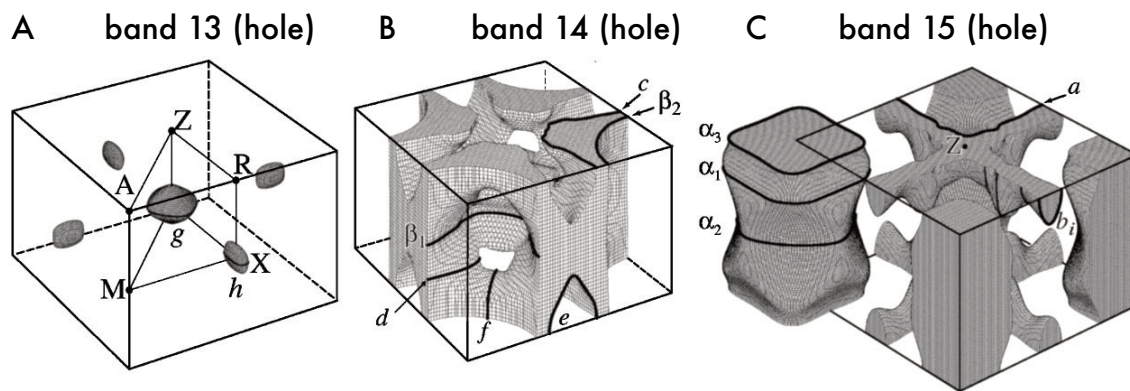 A band 13 (hole)
B band 14 (hole)
C band 15 (hole)
Z
A
R
g
M
X
h
c
β2
β1
d
f
e
a
α3
α1
Z
α2
bi